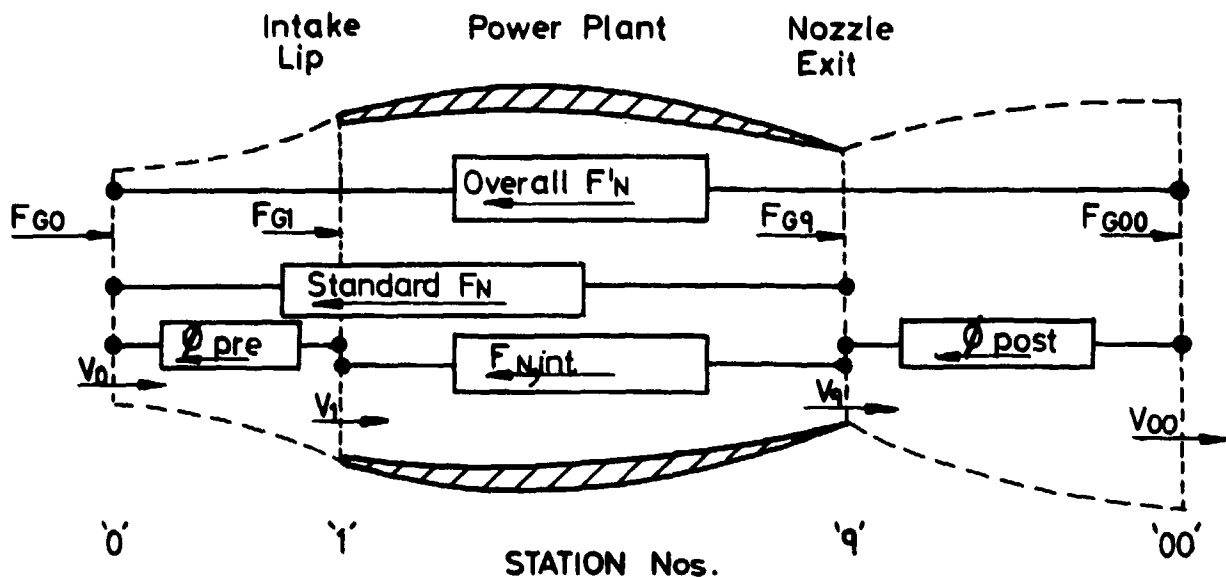 Intake Lip
Power Plant
Nozzle Exit
Overall F'N
FG0
FG1
FG9
FG00
Standard FN
φ pre
FN,int
φ post
V0
V1
V9
V00
'0'
'1'
'9'
'00'
STATION Nos.